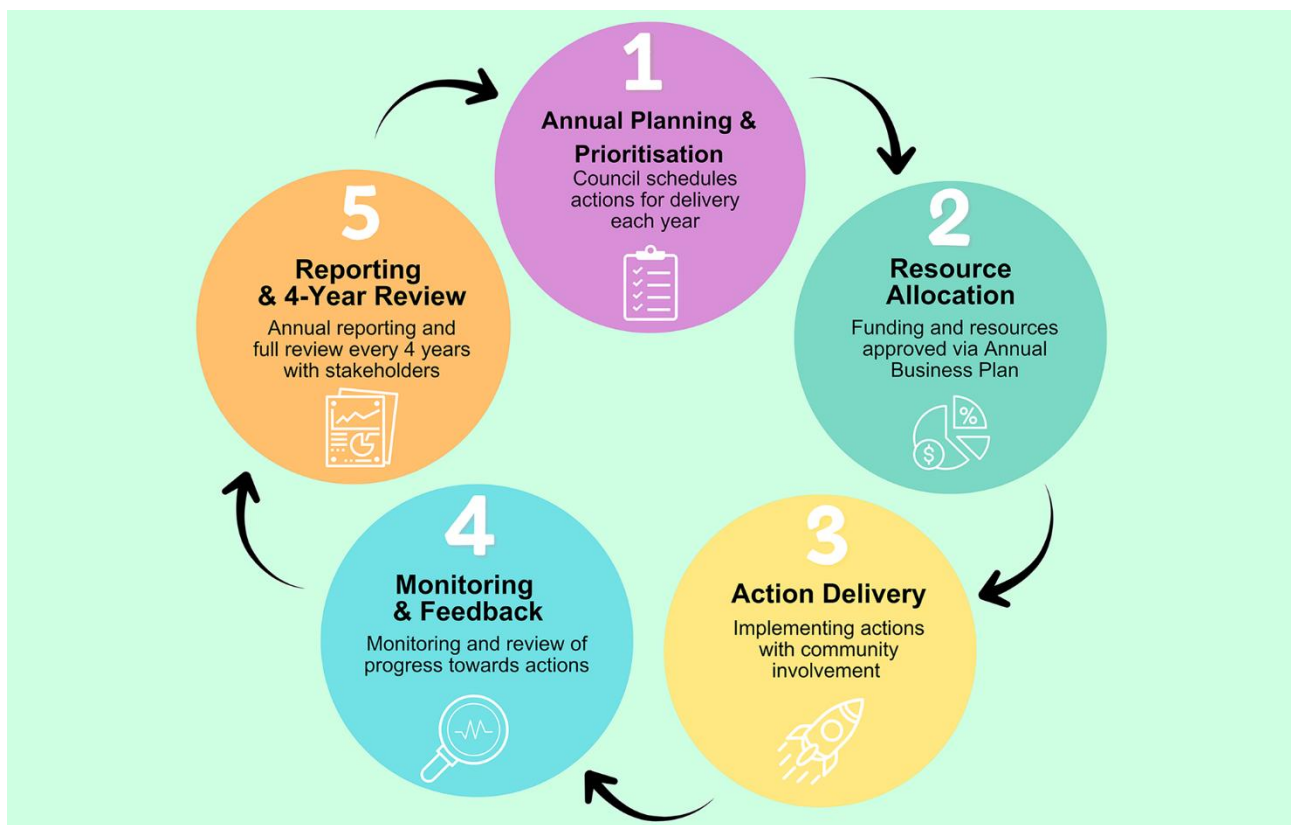 1
Annual Planning &
Prioritisation
Council schedules
actions for delivery
each year
2
Resource
Allocation
Funding and resources
approved via Annual
Business Plan
%
$
3
Action Delivery
Implementing actions
with community
involvement
4
Monitoring
& Feedback
Monitoring and review of
progress towards actions
5
Reporting
& 4-Year Review
Annual reporting and
full review every 4 years
with stakeholders